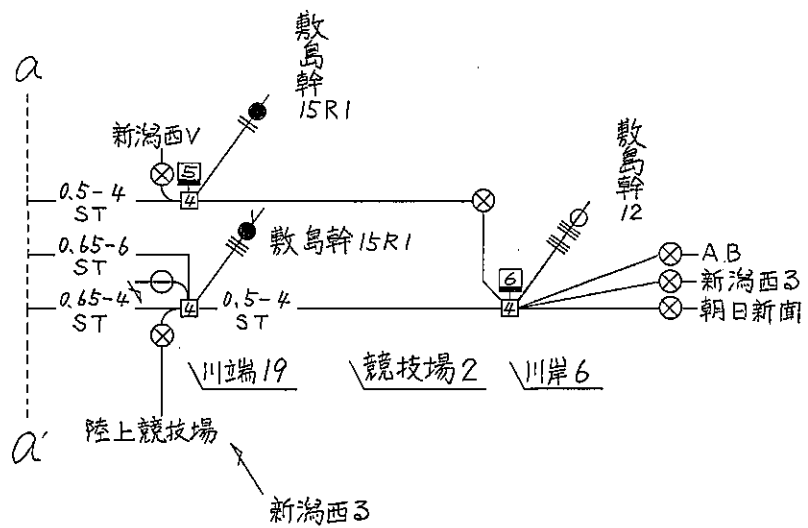 敷島幹
15R1
a
新潟西V
敷島幹
12
5
4
0.5-4
ST
0.65-6
ST
敷島幹15R1
6
A.B
新潟西3
朝日新聞
0.65-4
ST
4
0.5-4
ST
4
川端19
競技場2
川岸6
陸上競技場
a'
新潟西3